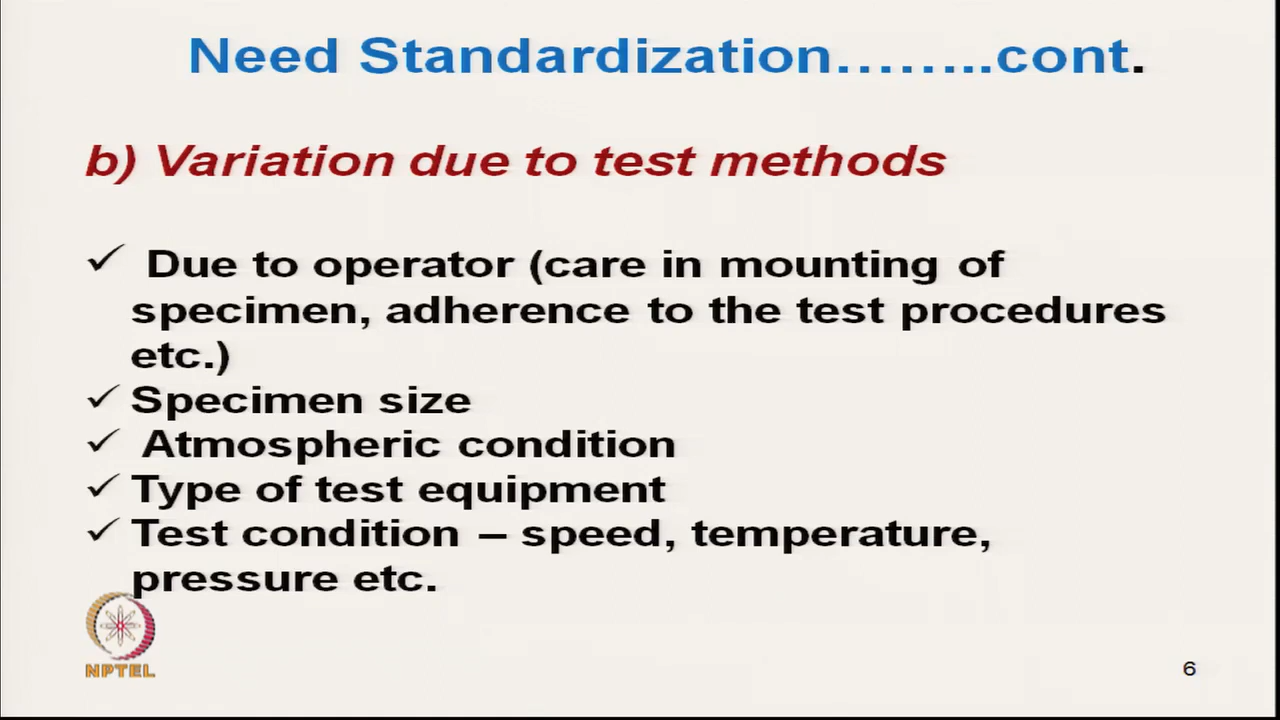 Need Standardization……..cont.
b) Variation due to test methods
✓ Due to operator (care in mounting of
specimen, adherence to the test procedures
etc.)
✓ Specimen size
✓ Atmospheric condition
✓ Type of test equipment
✓ Test condition – speed, temperature,
pressure etc.
NPTEL
6